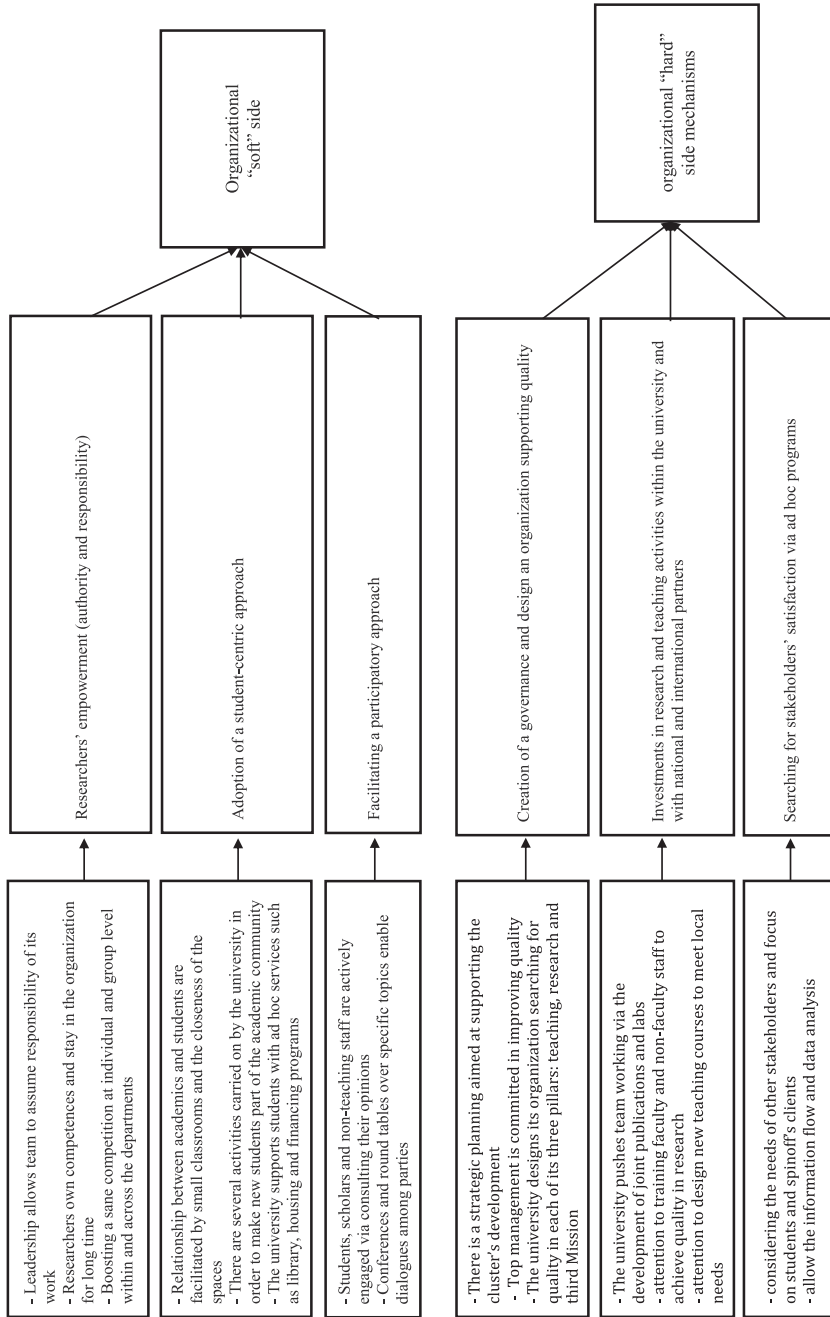 - Leadership allows team to assume responsibility of its
work
- Researchers own competences and stay in the organization
for long time
- Boosting a sane competition at individual and group level
within and across the departments
Researchers’ empowerment (authority and responsibility)
- Relationship between academics and students are
facilitated by small classrooms and the closeness of the
spaces
- There are several activities carried on by the university in
order to make new students part of the academic community
- The university supports students with ad hoc services such
as library, housing and financing programs
Adoption of a student-centric approach
- Students, scholars and non-teaching staff are actively
engaged via consulting their opinions
- Conferences and round tables over specific topics enable
dialogues among parties
Facilitating a participatory approach
Organizational
“soft” side
- There is a strategic planning aimed at supporting the
cluster’s development
- Top management is committed in improving quality
- The university designs its organization searching for
quality in each of its three pillars: teaching, research and
third Mission
Creation of a governance and design an organization supporting quality
- The university pushes team working via the
development of joint publications and labs
- attention to training faculty and non-faculty staff to
achieve quality in research
- attention to design new teaching courses to meet local
needs
Investments in research and teaching activities within the university and
with national and international partners
- considering the needs of other stakeholders and focus
on students and spinoff’s clients
- allow the information flow and data analysis
Searching for stakeholders’ satisfaction via ad hoc programs
organizational “hard”
side mechanisms